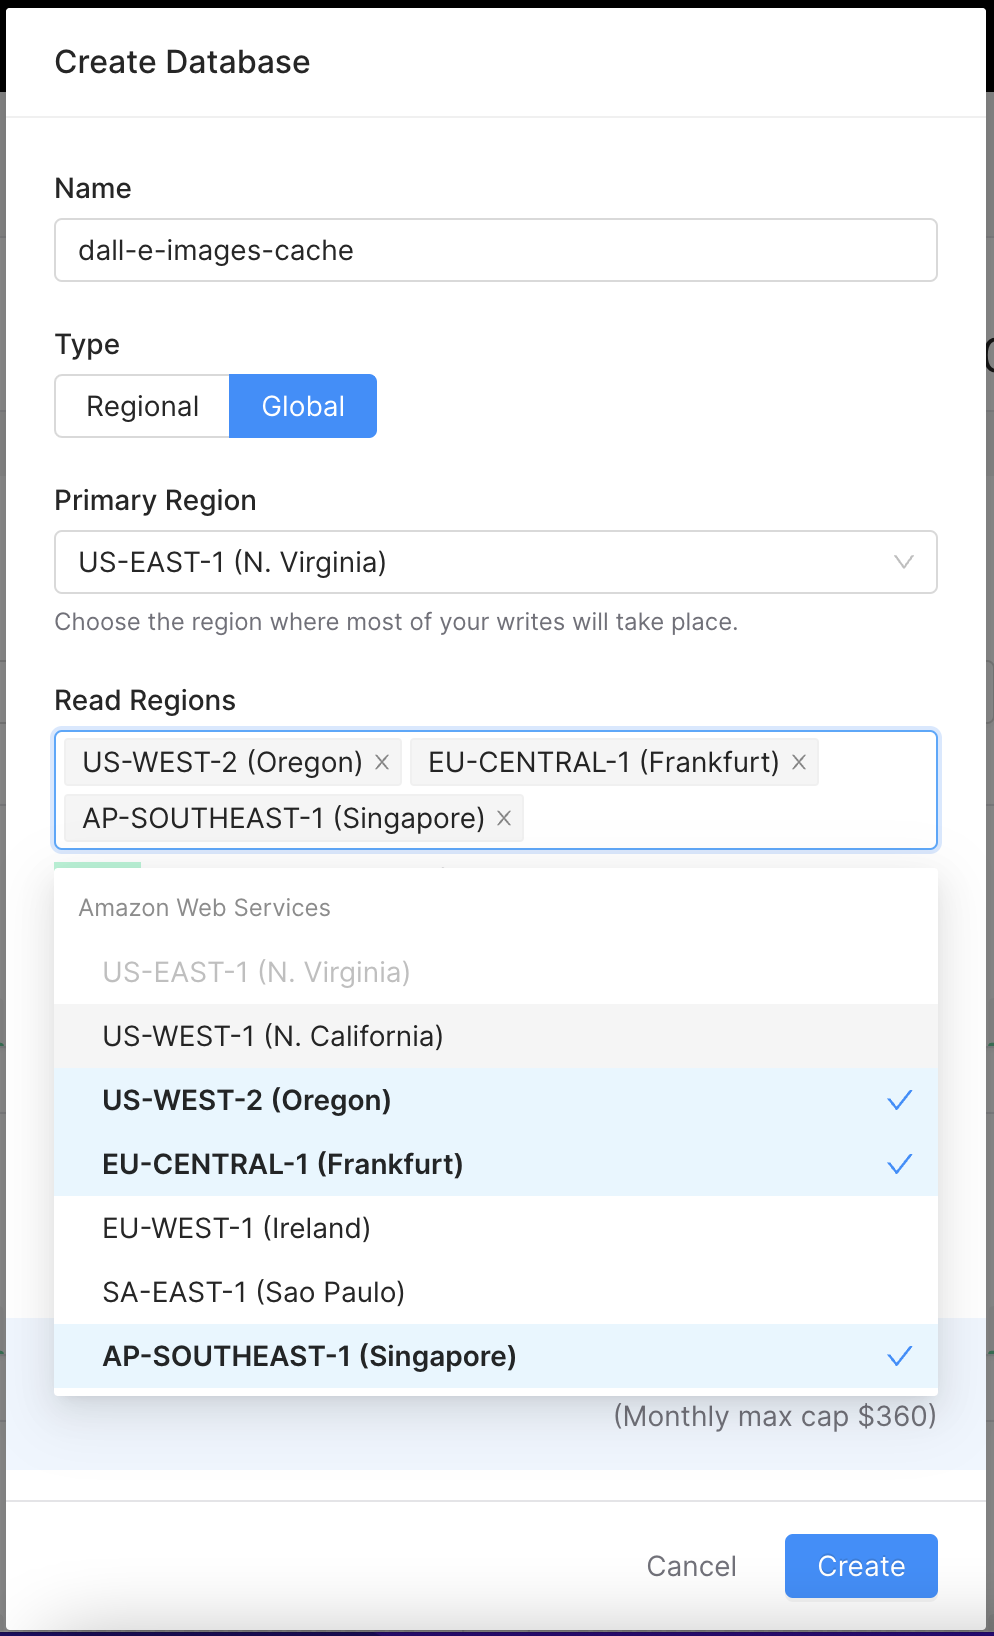 Create Database
Name
dall-e-images-cache
Type
Regional Global
Primary Region
US-EAST-1 (N. Virginia)
Choose the region where most of your writes will take place.
Read Regions
US-WEST-2 (Oregon) EU-CENTRAL-1 (Frankfurt)
AP-SOUTHEAST-1 (Singapore)
Amazon Web Services
US-EAST-1 (N. Virginia)
US-WEST-1 (N. California)
US-WEST-2 (Oregon)
EU-CENTRAL-1 (Frankfurt)
EU-WEST-1 (Ireland)
SA-EAST-1 (Sao Paulo)
AP-SOUTHEAST-1 (Singapore)
(Monthly max cap $360)
Cancel Create